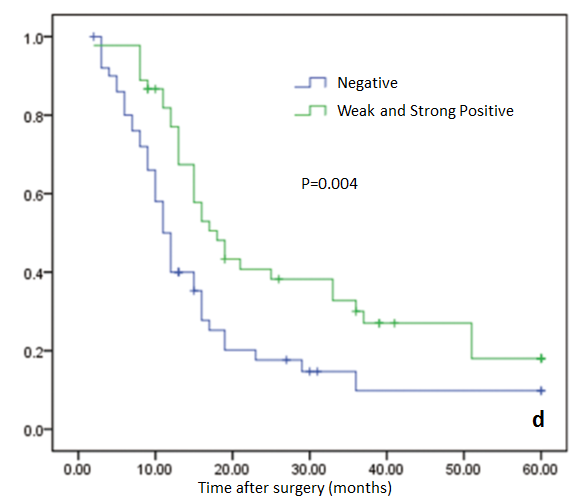 1.0
0.8
0.6
0.4
0.2
0.0
Negative
Weak and Strong Positive
P=0.004
d
0.00 10.00 20.00 30.00 40.00 50.00 60.00
Time after surgery (months)